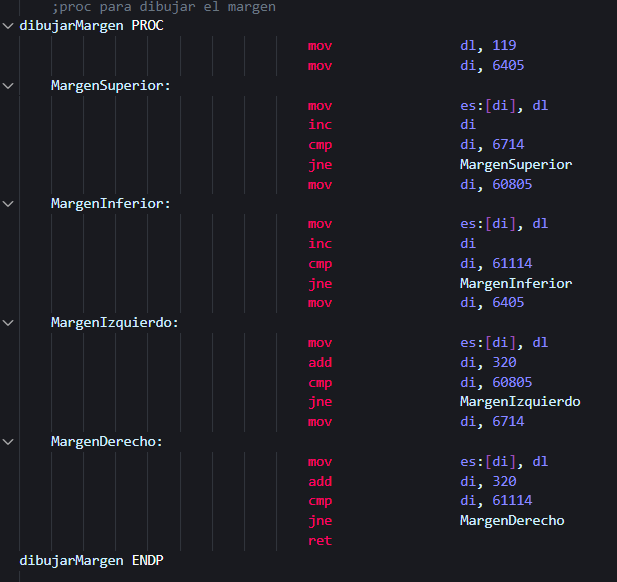 ;proc para dibujar el margen
dibujarMargen PROC
mov dl, 119
mov di, 6405
MargenSuperior:
mov es:[di], dl
inc di
cmp di, 6714
jne MargenSuperior
mov di, 60805
MargenInferior:
mov es:[di], dl
inc di
cmp di, 61114
jne MargenInferior
mov di, 6405
MargenIzquierdo:
mov es:[di], dl
add di, 320
cmp di, 60805
jne MargenIzquierdo
mov di, 6714
MargenDerecho:
mov es:[di], dl
add di, 320
cmp di, 61114
jne MargenDerecho
ret
dibujarMargen ENDP